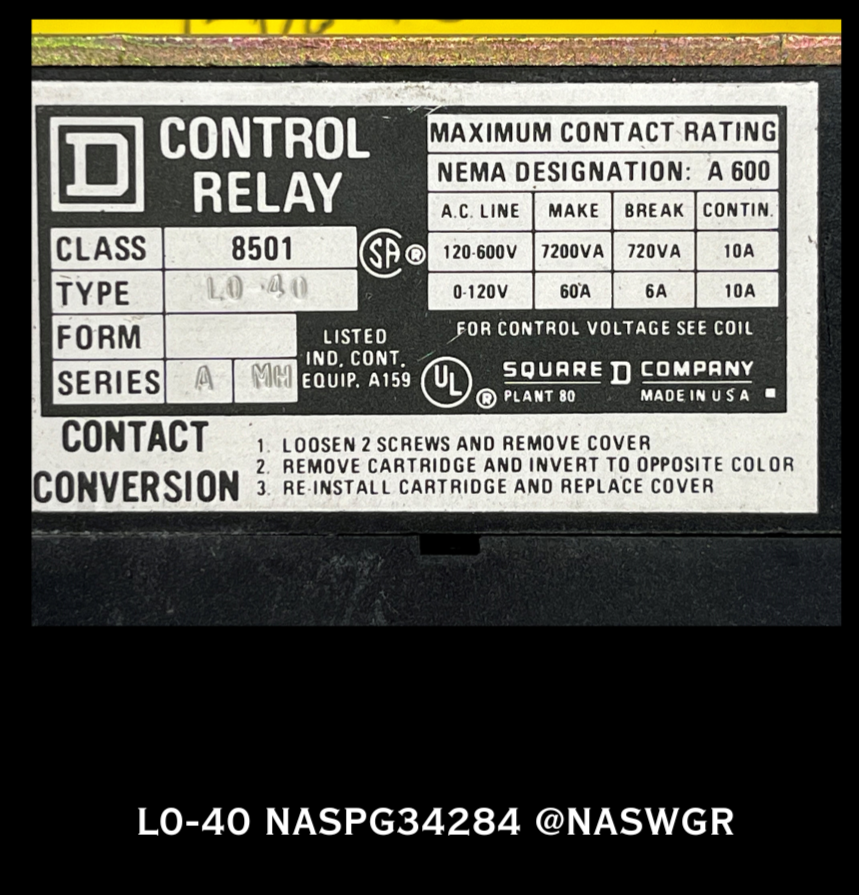 D
CONTROL
RELAY
CLASS 8501
TYPE LO-40
FORM
SERIES A MH
SA ®
LISTED
IND. CONT.
EQUIP. A159
UL ®
MAXIMUM CONTACT RATING
NEMA DESIGNATION: A 600
A.C. LINE MAKE BREAK CONTIN.
120-600V 7200VA 720VA 10A
0-120V 60A 6A 10A
FOR CONTROL VOLTAGE SEE COIL
SQUARE D COMPANY
PLANT 80 MADE IN USA
CONTACT
CONVERSION
1. LOOSEN 2 SCREWS AND REMOVE COVER
2. REMOVE CARTRIDGE AND INVERT TO OPPOSITE COLOR
3. RE-INSTALL CARTRIDGE AND REPLACE COVER
LO-40 NASPG34284 @NASWGR